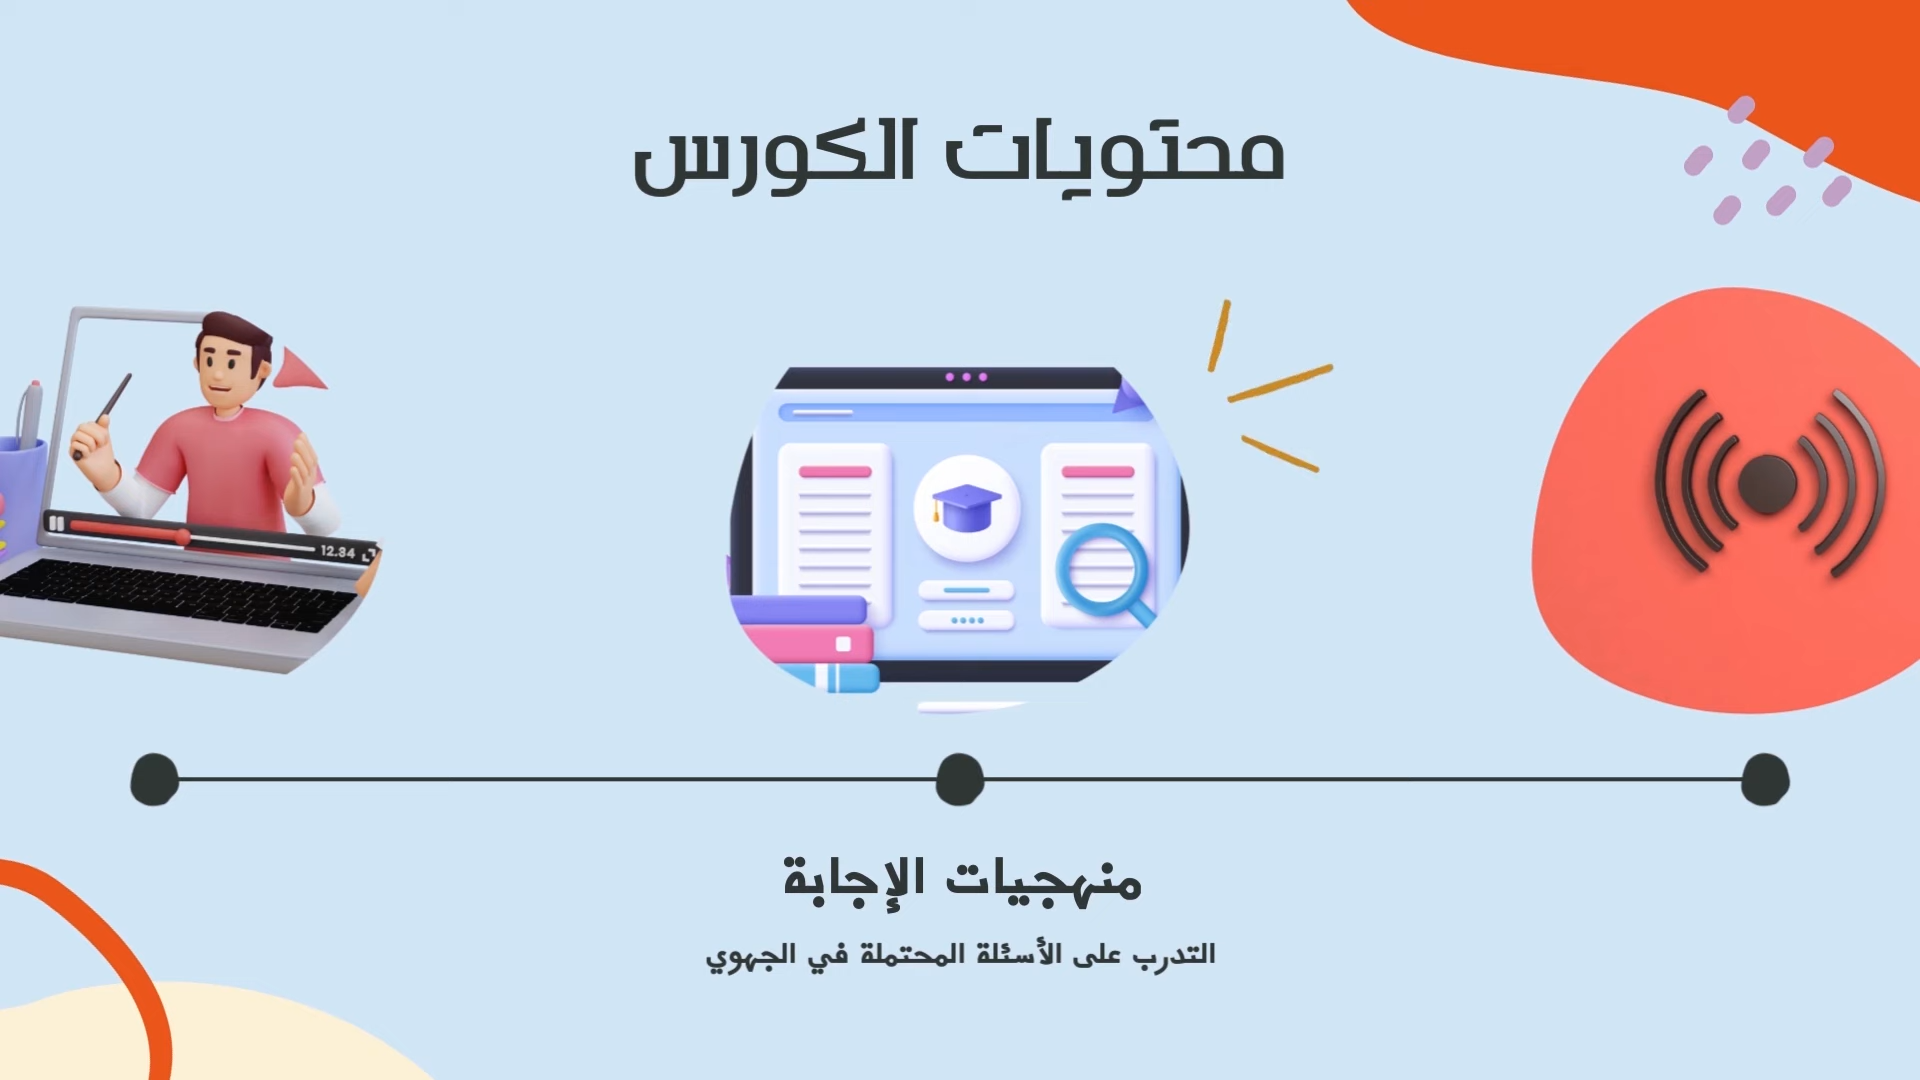 محتويات الكورس
12.34
منهجيات الإجابة
التدرب على الأسئلة المحتملة في الجهوي